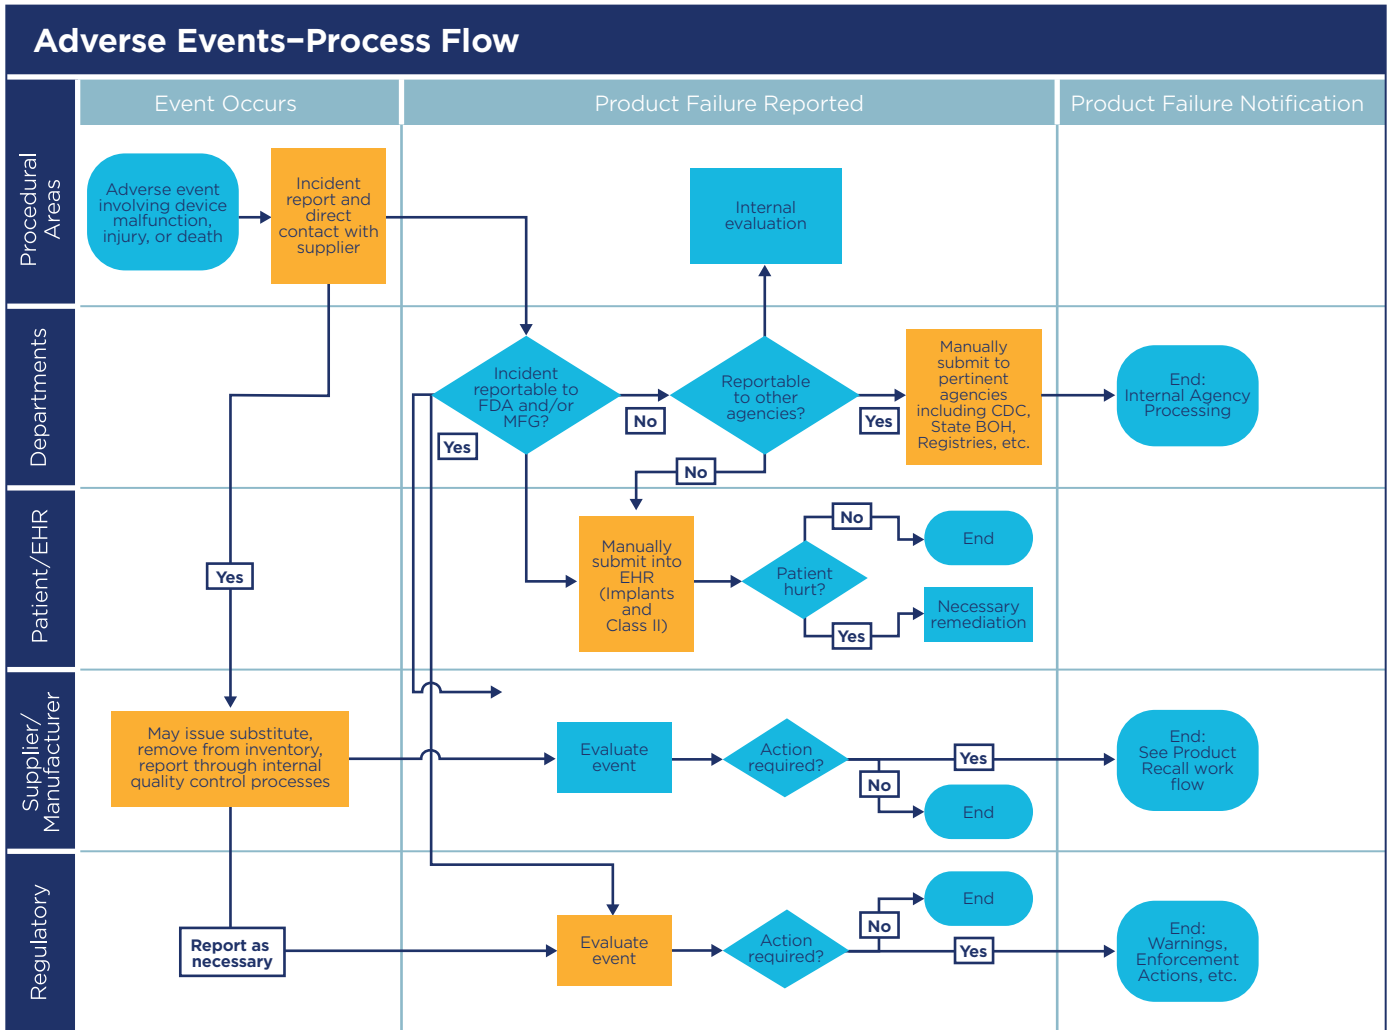 Adverse Events–Process Flow
Event Occurs
Product Failure Reported
Product Failure Notification
Procedural
Areas
Adverse event
involving device
malfunction,
injury, or death
Incident
report and
direct
contact with
supplier
Internal
evaluation
Departments
Incident
reportable to
FDA and/or
MFG?
Yes
No
Reportable
to other
agencies?
Yes
No
Manually
submit to
pertinent
agencies
including CDC,
State BOH,
Registries, etc.
End:
Internal Agency
Processing
Patient/EHR
Yes
Manually
submit into
EHR
(Implants
and
Class II)
Patient
hurt?
No
End
Yes
Necessary
remediation
Supplier/
Manufacturer
May issue substitute,
remove from inventory,
report through internal
quality control processes
Evaluate
event
Action
required?
Yes
No
End
End:
See Product
Recall work
flow
Regulatory
Report as
necessary
Evaluate
event
Action
required?
No
End
Yes
End:
Warnings,
Enforcement
Actions, etc.